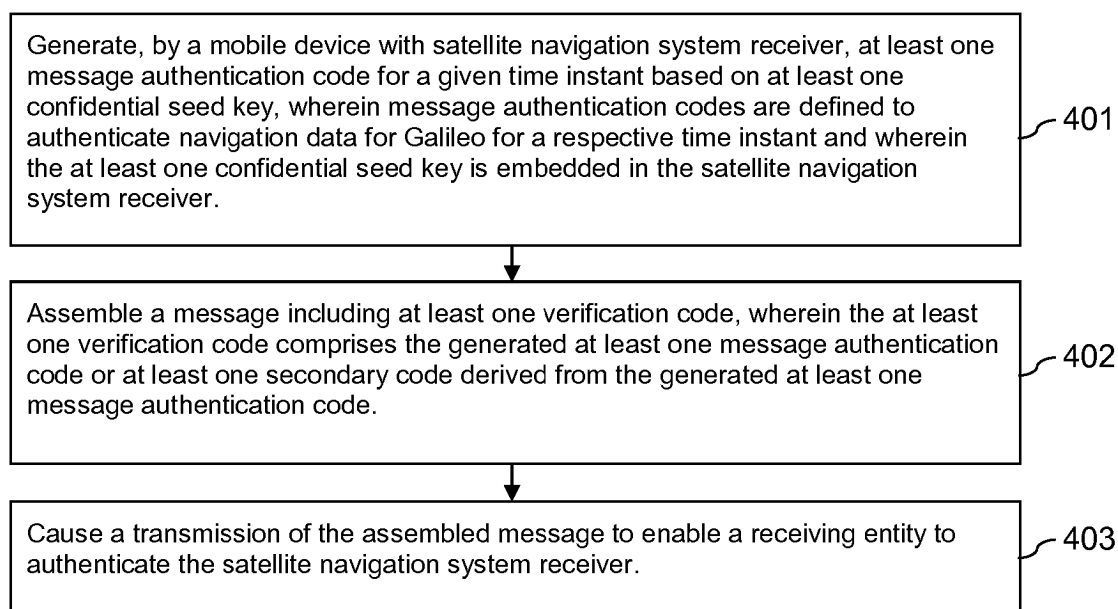 Generate, by a mobile device with satellite navigation system receiver, at least one
message authentication code for a given time instant based on at least one
confidential seed key, wherein message authentication codes are defined to
authenticate navigation data for Galileo for a respective time instant and wherein
the at least one confidential seed key is embedded in the satellite navigation
system receiver.
401
Assemble a message including at least one verification code, wherein the at least
one verification code comprises the generated at least one message authentication
code or at least one secondary code derived from the generated at least one
message authentication code.
402
Cause a transmission of the assembled message to enable a receiving entity to
authenticate the satellite navigation system receiver.
403